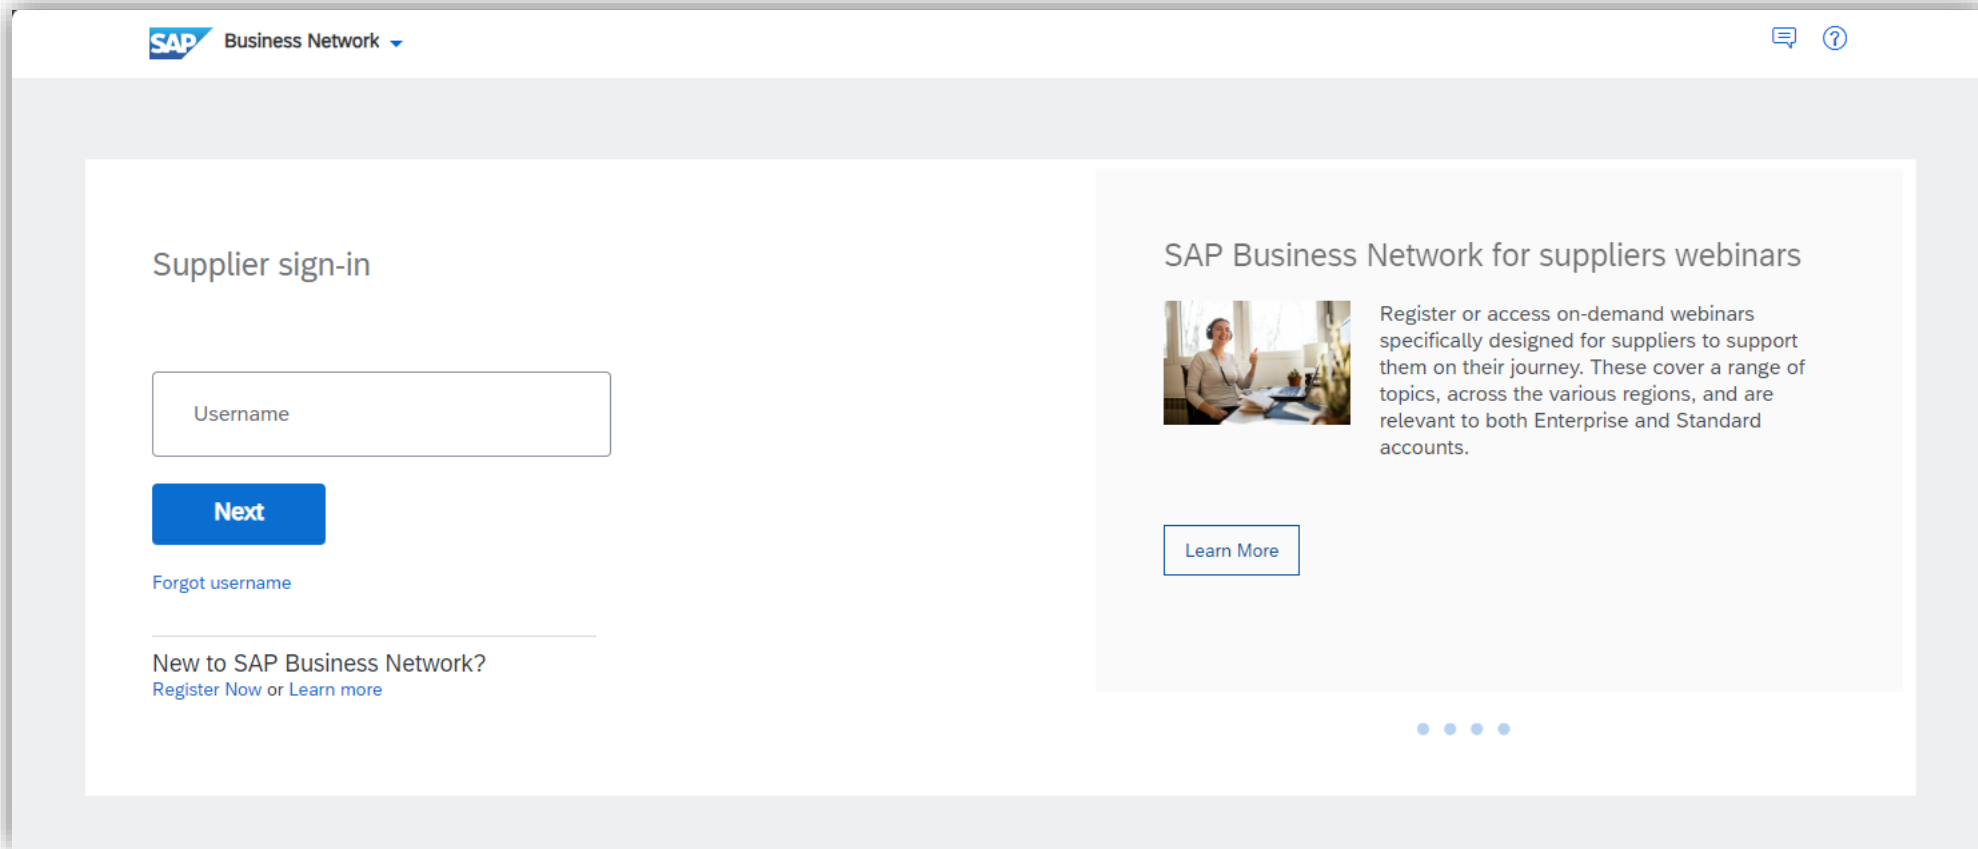 SAP Business Network
?
Supplier sign-in
Username
Next
Forgot username
New to SAP Business Network?
Register Now or Learn more
SAP Business Network for suppliers webinars
Register or access on-demand webinars
specifically designed for suppliers to support
them on their journey. These cover a range of
topics, across the various regions, and are
relevant to both Enterprise and Standard
accounts.
Learn More